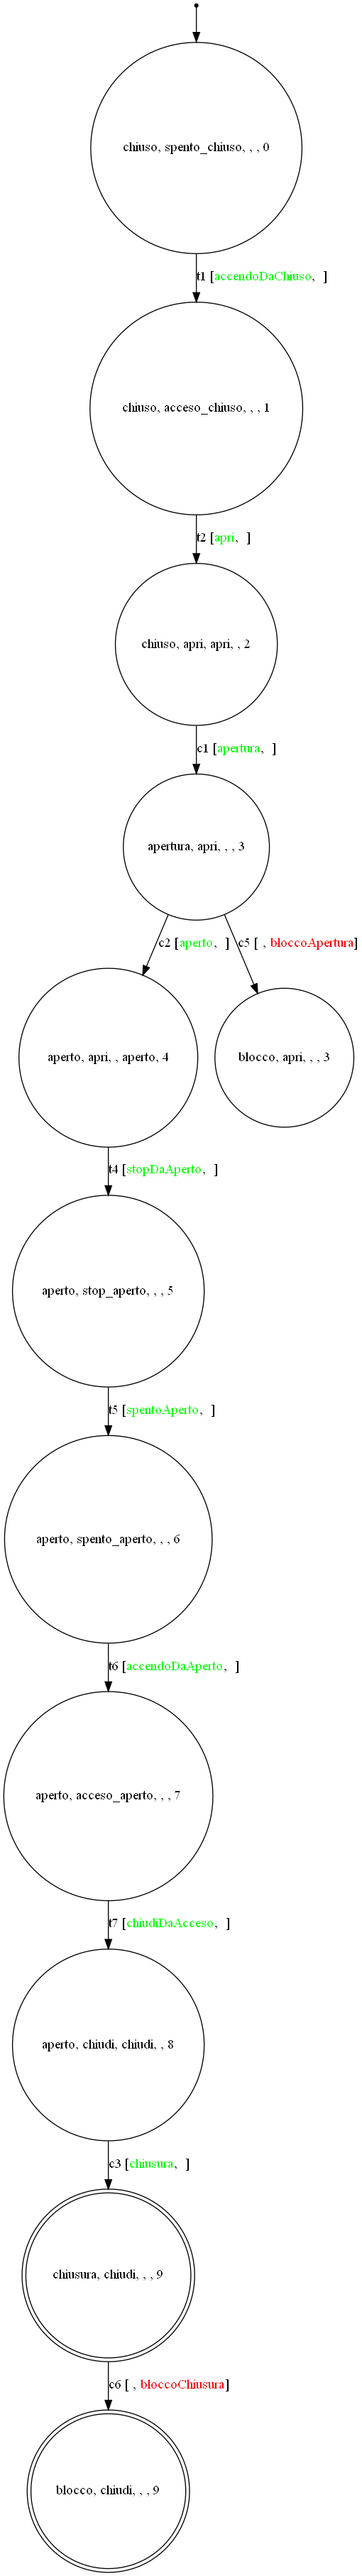 chiuso, spento_chiuso, , , 0
t1 [accendoDaChiuso, ]
chiuso, acceso_chiuso, , , 1
t2 [apri, ]
chiuso, apri, apri, , 2
c1 [apertura, ]
apertura, apri, , , 3
c2 [aperto, ]
c5 [ , bloccoApertura]
aperto, apri, , aperto, 4
blocco, apri, , , 3
t4 [stopDaAperto, ]
aperto, stop_aperto, , , 5
t5 [spentoAperto, ]
aperto, spento_aperto, , , 6
t6 [accendoDaAperto, ]
aperto, acceso_aperto, , , 7
t7 [chiudiDaAcceso, ]
aperto, chiudi, chiudi, , 8
c3 [chiusura, ]
chiusura, chiudi, , , 9
c6 [ , bloccoChiusura]
blocco, chiudi, , , 9